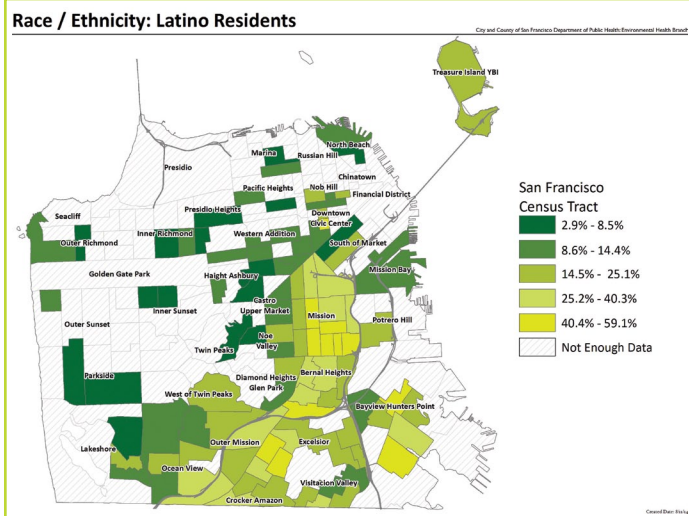 Race / Ethnicity: Latino Residents
City and County of San Francisco Department of Public Health: Environmental Health Branch
Treasure Island YBI
North Beach
Marina
Russian Hill
Presidio
Chinatown
Pacific Heights
Nob Hill
Financial District
Presidio Heights
Downtown
Civic Center
Seacliff
Inner Richmond
Western Addition
Outer Richmond
South of Market
Golden Gate Park
Haight Ashbury
Mission Bay
Castro
Upper Market
Inner Sunset
Outer Sunset
Mission
Potrero Hill
Noe
Valley
Twin Peaks
Bernal Heights
Parkside
Diamond Heights
Glen Park
West of Twin Peaks
Bayview Hunters Point
Outer Mission
Excelsior
Lakeshore
Ocean View
Visitacion Valley
Crocker Amazon
San Francisco
Census Tract
2.9% - 8.5%
8.6% - 14.4%
14.5% - 25.1%
25.2% - 40.3%
40.4% - 59.1%
Not Enough Data